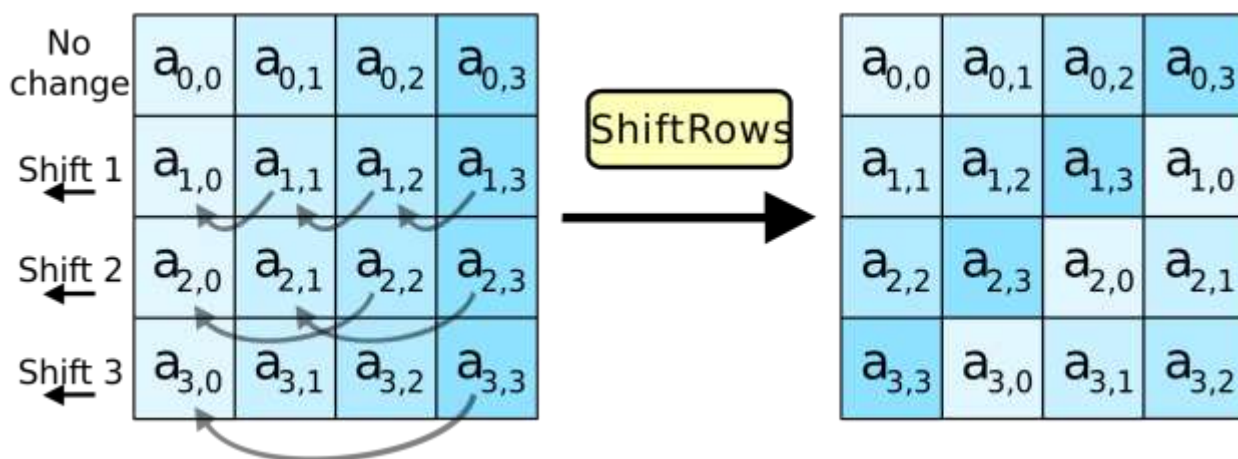 No change a0,0 a0,1 a0,2 a0,3 a0,0 a0,1 a0,2 a0,3
ShiftRows
Shift 1 a1,0 a1,1 a1,2 a1,3 a1,1 a1,2 a1,3 a1,0
Shift 2 a2,0 a2,1 a2,2 a2,3 a2,2 a2,3 a2,0 a2,1
Shift 3 a3,0 a3,1 a3,2 a3,3 a3,3 a3,0 a3,1 a3,2